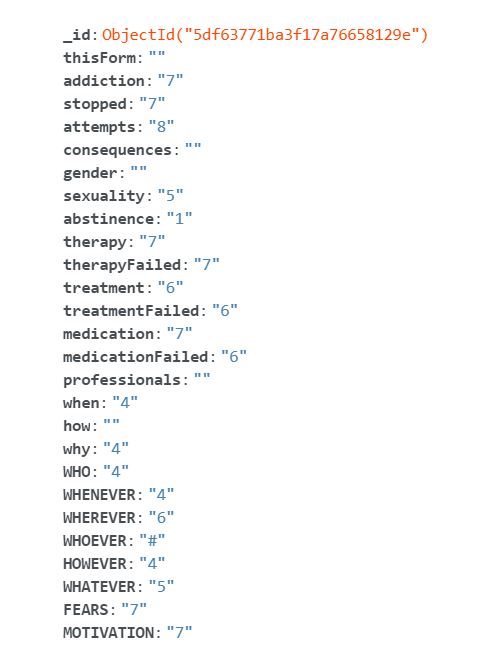 _id: ObjectId("5df63771ba3f17a76658129e")
thisForm: ""
addiction: "7"
stopped: "7"
attempts: "8"
consequences: ""
gender: ""
sexuality: "5"
abstinence: "1"
therapy: "7"
therapyFailed: "7"
treatment: "6"
treatmentFailed: "6"
medication: "7"
medicationFailed: "6"
professionals: ""
when: "4"
how: ""
why: "4"
WHO: "4"
WHENEVER: "4"
WHEREVER: "6"
WHOEVER: "#"
HOWEVER: "4"
WHATEVER: "5"
FEARS: "7"
MOTIVATION: "7"